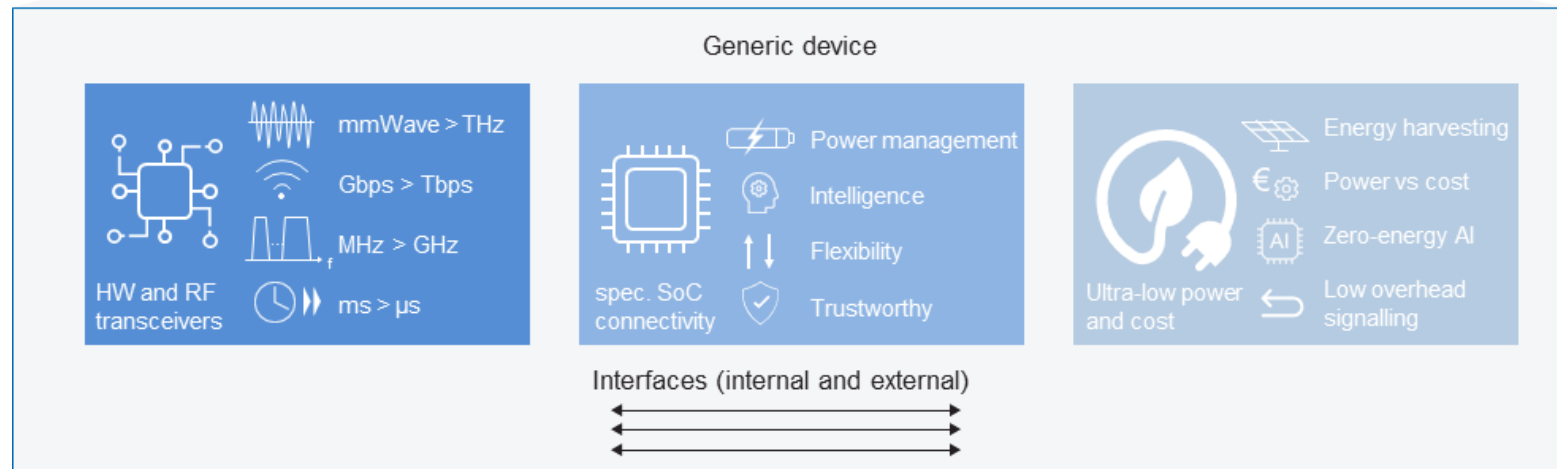 Generic device
mmWave > THz
Gbps > Tbps
MHz > GHz
f
ms > µs
HW and RF
transceivers
Power management
Intelligence
Flexibility
Trustworthy
spec. SoC
connectivity
Energy harvesting
€
Power vs cost
AI
Zero-energy AI
Low overhead
signalling
Ultra-low power
and cost
Interfaces (internal and external)